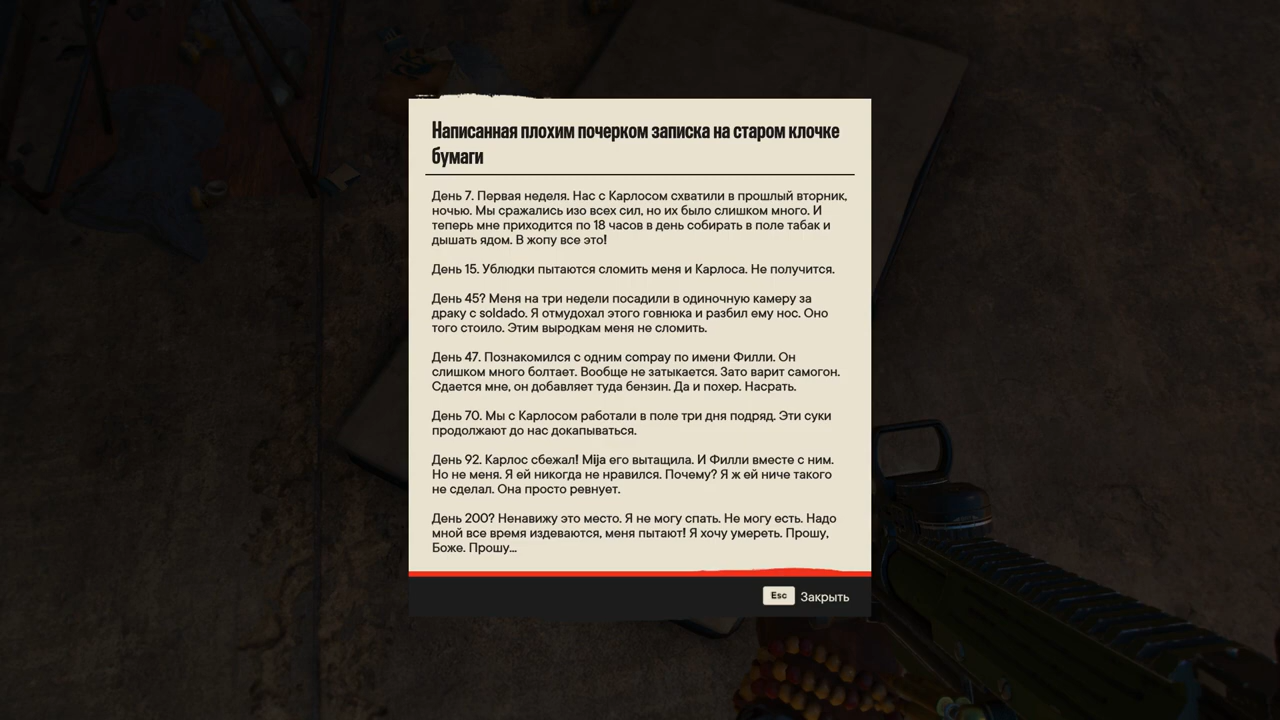 Написанная плохим почерком записка на старом клочке
бумаги
День 7. Первая неделя. Нас с Карлосом схватили в прошлый вторник,
ночью. Мы сражались изо всех сил, но их было слишком много. И
теперь мне приходится по 18 часов в день собирать в поле табак и
дышать ядом. В жопу все это!
День 15. Ублюдки пытаются сломить меня и Карлоса. Не получится.
День 45? Меня на три недели посадили в одиночную камеру за
драку с soldado. Я отмудохал этого говнюка и разбил ему нос. Оно
того стоило. Этим выродкам меня не сломить.
День 47. Познакомился с одним compay по имени Филли. Он
слишком много болтает. Вообще не затыкается. Зато варит самогон.
Сдается мне, он добавляет туда бензин. Да и похер. Насрать.
День 70. Мы с Карлосом работали в поле три дня подряд. Эти суки
продолжают до нас докапываться.
День 92. Карлос сбежал! Mija его вытащила. И Филли вместе с ним.
Но не меня. Я ей никогда не нравился. Почему? Я ж ей ниче такого
не сделал. Она просто ревнует.
День 200? Ненавижу это место. Я не могу спать. Не могу есть. Надо
мной все время издеваются, меня пытают! Я хочу умереть. Прошу,
Боже. Прошу...
Esc Закрыть